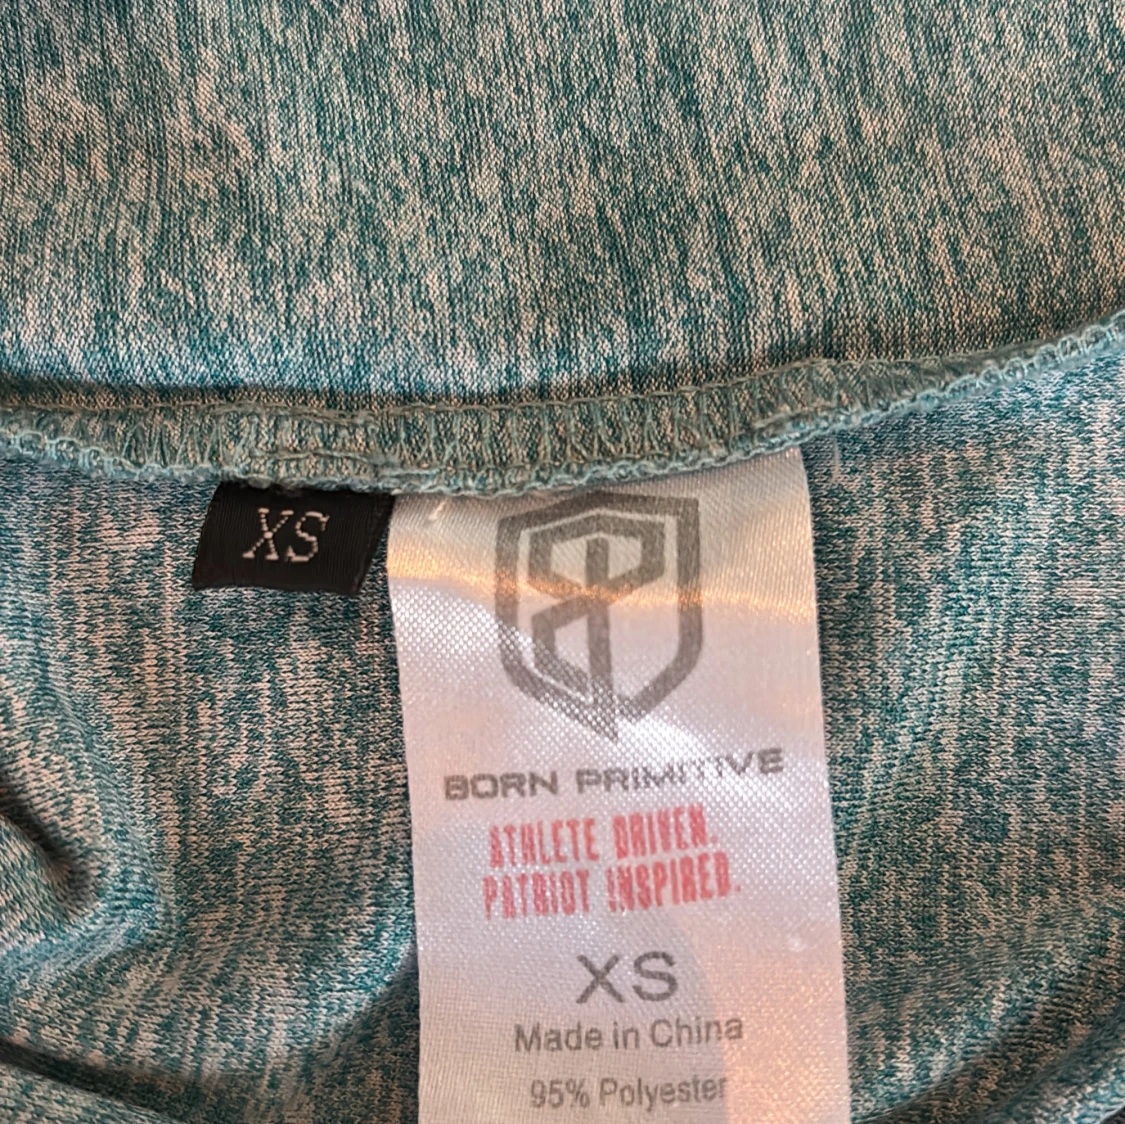 XS
BORN PRIMITIVE
ATHLETE DRIVEN.
PATRIOT INSPIRED.
XS
Made in China
95% Polyester